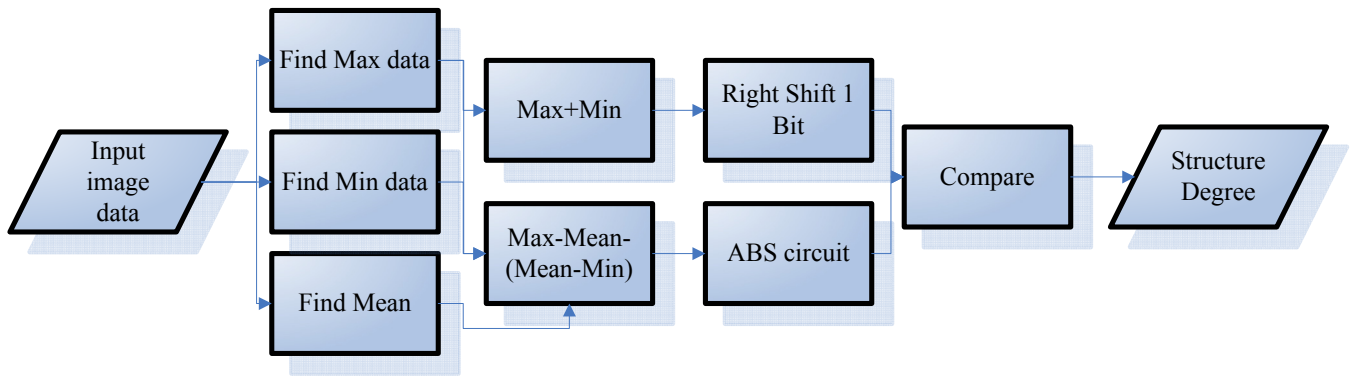 Input
image
data
Find Max data
Find Min data
Find Mean
Max+Min
Max-Mean-
(Mean-Min)
Right Shift 1
Bit
ABS circuit
Compare
Structure
Degree